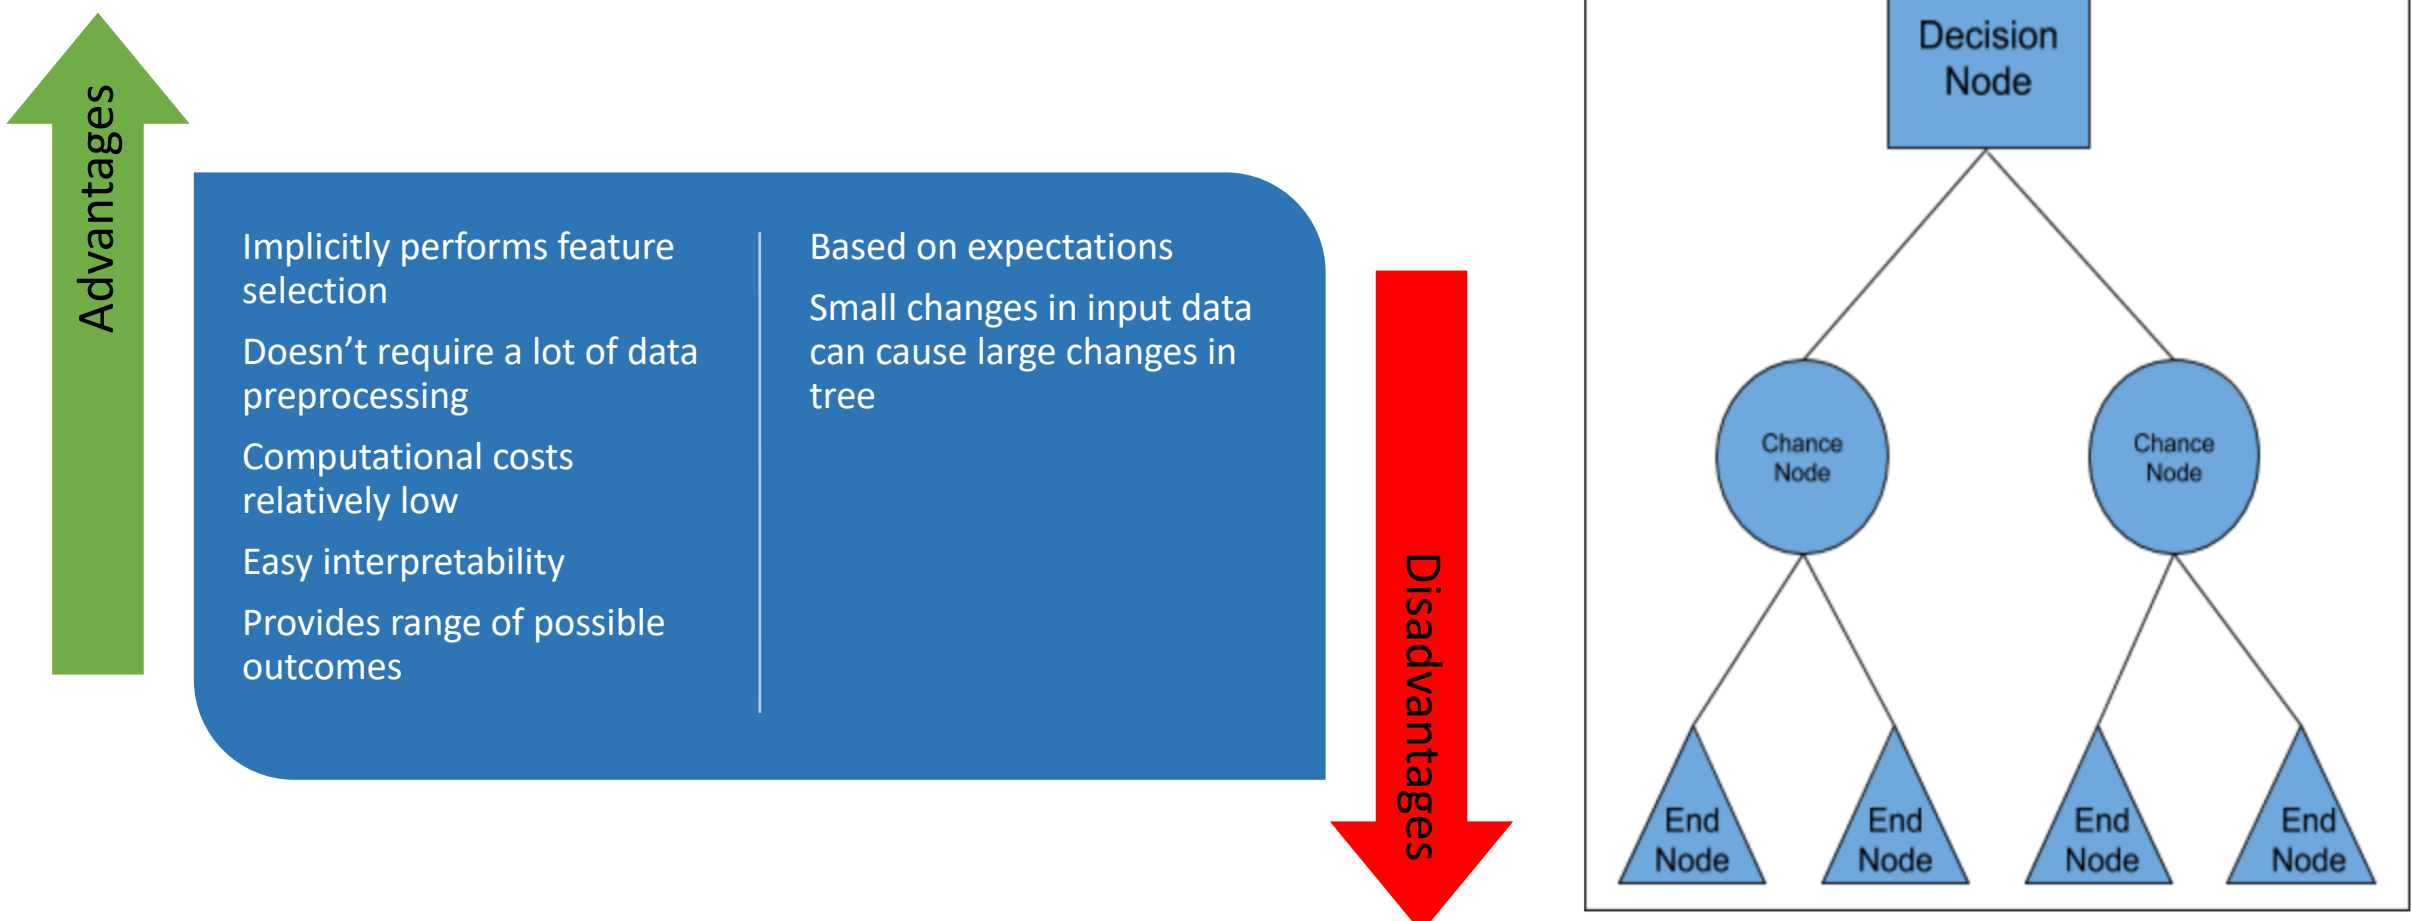 Advantages
Implicitly performs feature
selection
Doesn’t require a lot of data
preprocessing
Computational costs
relatively low
Easy interpretability
Provides range of possible
outcomes
Based on expectations
Small changes in input data
can cause large changes in
tree
Disadvantages
Decision
Node
Chance
Node
Chance
Node
End
Node
End
Node
End
Node
End
Node